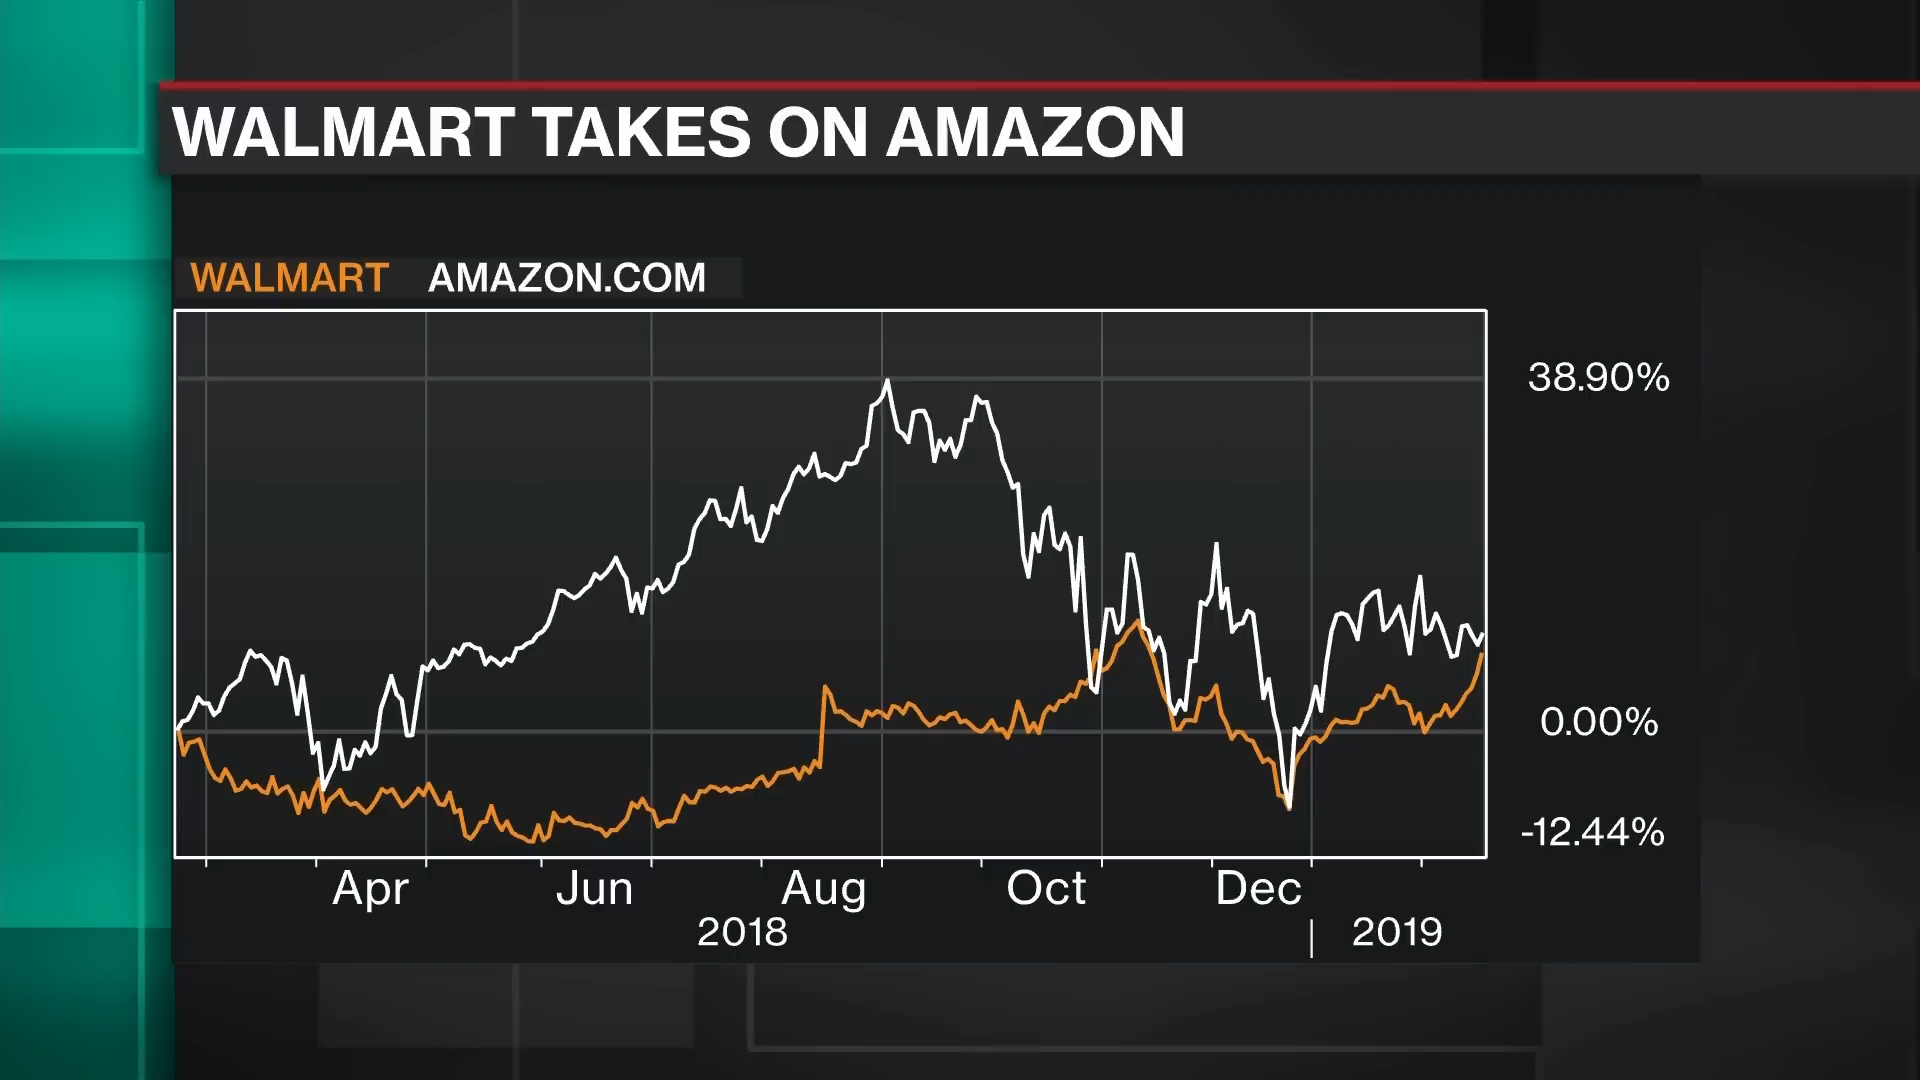 WALMART TAKES ON AMAZON
WALMART AMAZON.COM
38.90%
0.00%
-12.44%
Apr Jun Aug Oct Dec
2018 2019